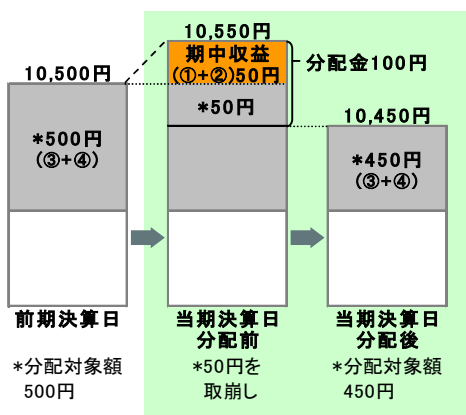 10,550円
期中収益
(①+②)50円
分配金100円
10,500円
*50円
10,450円
*500円
(③+④)
*450円
(③+④)
前期決算日
当期決算日
分配前
当期決算日
分配後
*分配対象額
500円
*50円を
取崩し
*分配対象額
450円